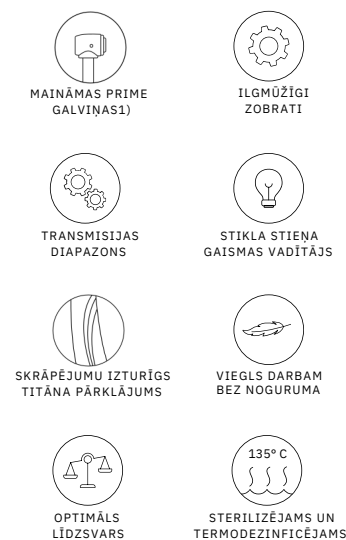 MAINĀMAS PRIME
GALVIŅAS1)
ILGMŪŽĪGI
ZOBRATI
TRANSMISIJAS
DIAPAZONS
STIKLA STIEŅA
GAISMAS VADĪTĀJS
SKRĀPĒJUMU IZTURĪGS
TITĀNA PĀRKLĀJUMS
VIEGLS DARBAM
BEZ NOGURUMA
OPTIMĀLS
LĪDZSVARS
135° C
STERILIZĒJAMS UN
TERMODEZINFICĒJAMS